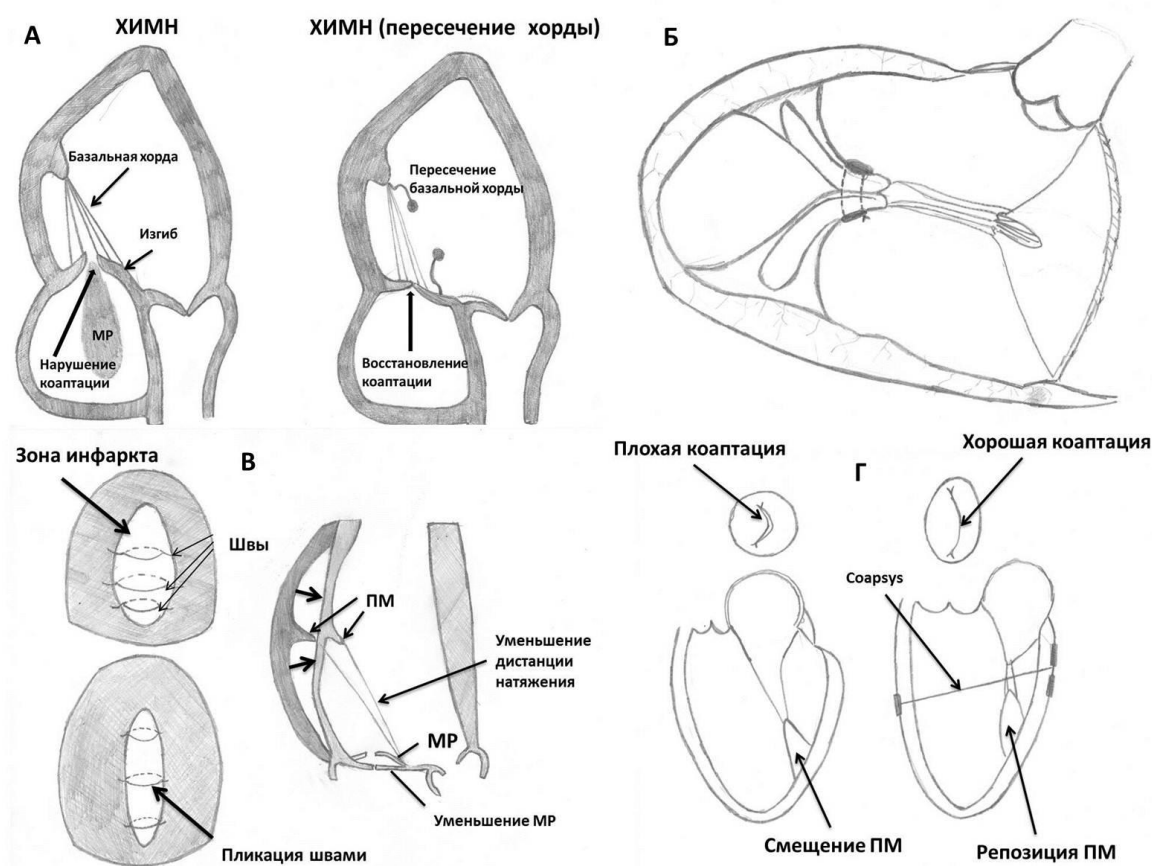 А
ХИМН
ХИМН (пересечение хорды)
Б
Базальная хорда
Изгиб
МР
Нарушение
коаптации
Пересечение
базальной хорды
Восстановление
коаптации
Зона инфаркта
В
Швы
ПМ
Уменьшение
дистанции
натяжения
МР
Уменьшение МР
Пликация швами
Плохая коаптация
Хорошая коаптация
Г
Coapsys
Смещение ПМ
Репозиция ПМ